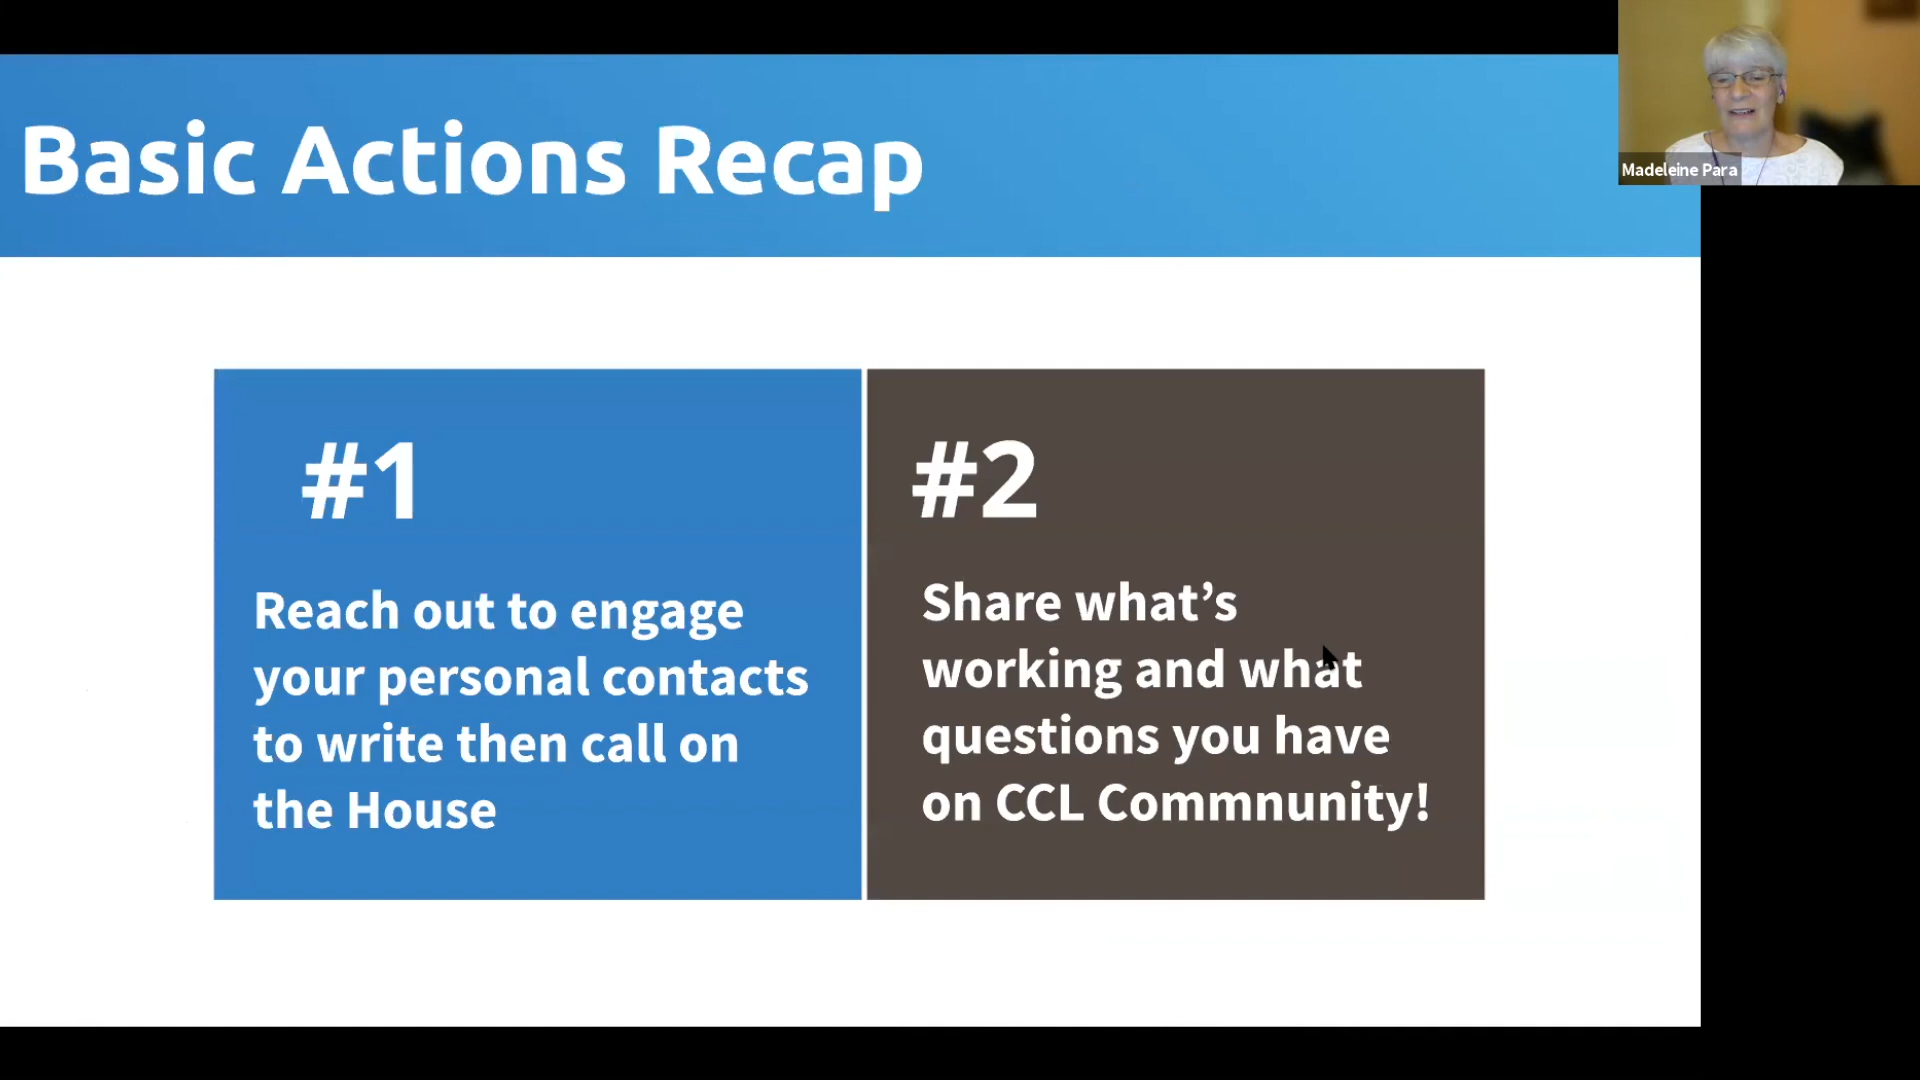 Basic Actions Recap
Madeleine Para
#1
Reach out to engage
your personal contacts
to write then call on
the House
#2
Share what’s
working and what
questions you have
on CCL Commnunity!